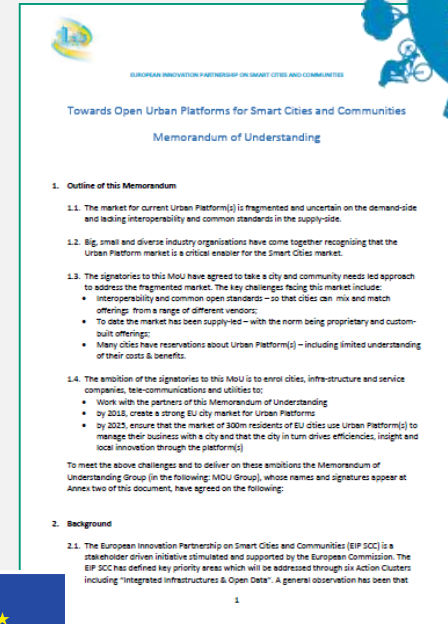 EUROPEAN INNOVATION PARTNERSHIP ON SMART CITIES AND COMMUNITIES
Towards Open Urban Platforms for Smart Cities and Communities
Memorandum of Understanding
1. Outline of this Memorandum
1.1. The market for current Urban Platform(s) is fragmented and uncertain on the demand-side
and lacking interoperability and common standards in the supply-side.
1.2. Big, small and diverse industry organisations have come together recognising that the
Urban Platform market is a critical enabler for the Smart Cities market.
1.3. The signatories to this MoU have agreed to take a city and community needs led approach
to address the fragmented market. The key challenges facing this market include:
• Interoperability and common open standards – so that cities can mix and match
offerings from a range of different vendors;
• To date the market has been supply-led – with the norm being proprietary and custom-
built offerings;
• Many cities have reservations about Urban Platform(s) – including limited understanding
of their costs & benefits.
1.4. The ambition of the signatories to this MoU is to enrol cities, infra-structure and service
companies, tele-communications and utilities to;
• Work with the partners of this Memorandum of Understanding
• by 2018, create a strong EU city market for Urban Platforms
• by 2025, ensure that the market of 300m residents of EU cities use Urban Platform(s) to
manage their business with a city and that the city in turn drives efficiencies, insight and
local innovation through the platform(s)
To meet the above challenges and to deliver on these ambitions the Memorandum of
Understanding Group (in the following: MOU Group), whose names and signatures appear at
Annex two of this document, have agreed on the following:
2. Background
2.1. The European Innovation Partnership on Smart Cities and Communities (EIP SCC) is a
stakeholder driven initiative stimulated and supported by the European Commission. The
EIP SCC has defined key priority areas which will be addressed through six Action Clusters
including "Integrated Infrastructures & Open Data". A general observation has been that
1